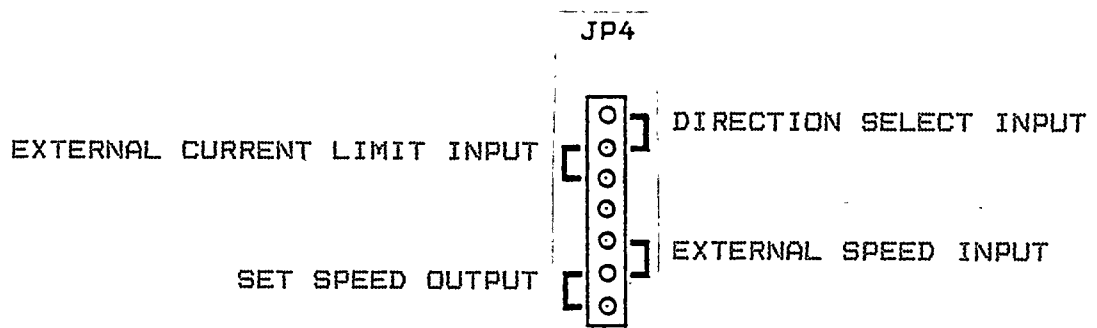 JP4
DIRECTION SELECT INPUT
EXTERNAL CURRENT LIMIT INPUT
EXTERNAL SPEED INPUT
SET SPEED OUTPUT